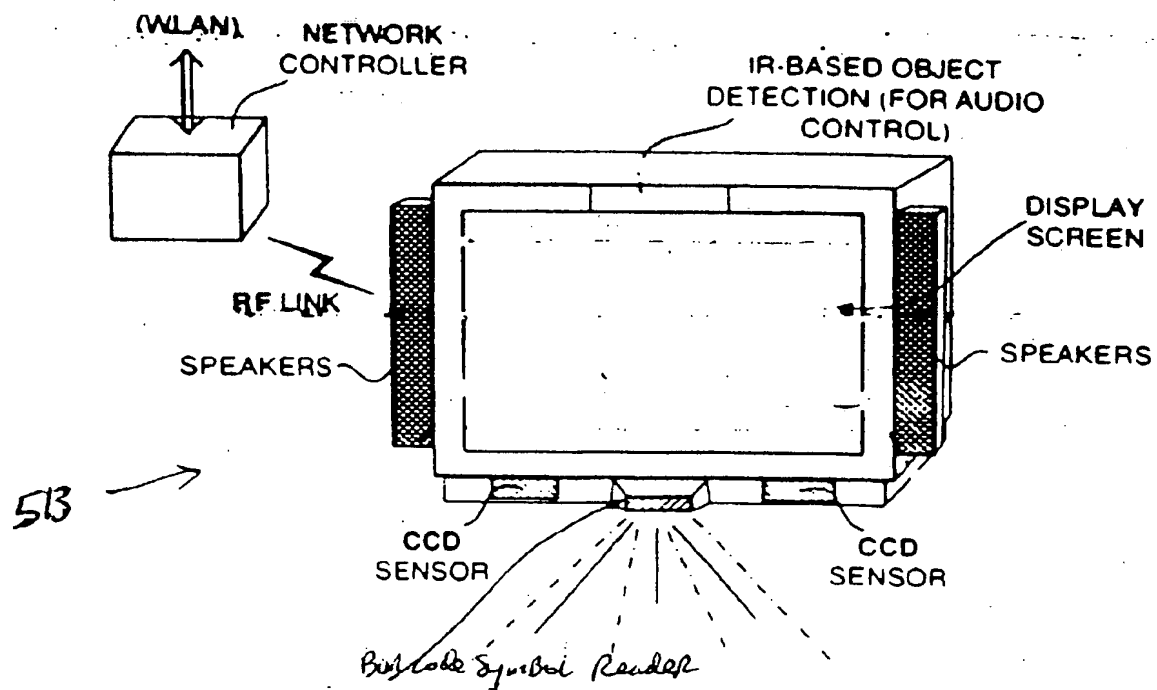 (WLAN)
NETWORK
CONTROLLER
IR-BASED OBJECT
DETECTION (FOR AUDIO
CONTROL)
DISPLAY
SCREEN
RF LINK
SPEAKERS
SPEAKERS
513
CCD
SENSOR
CCD
SENSOR
Bar code Symbol Reader